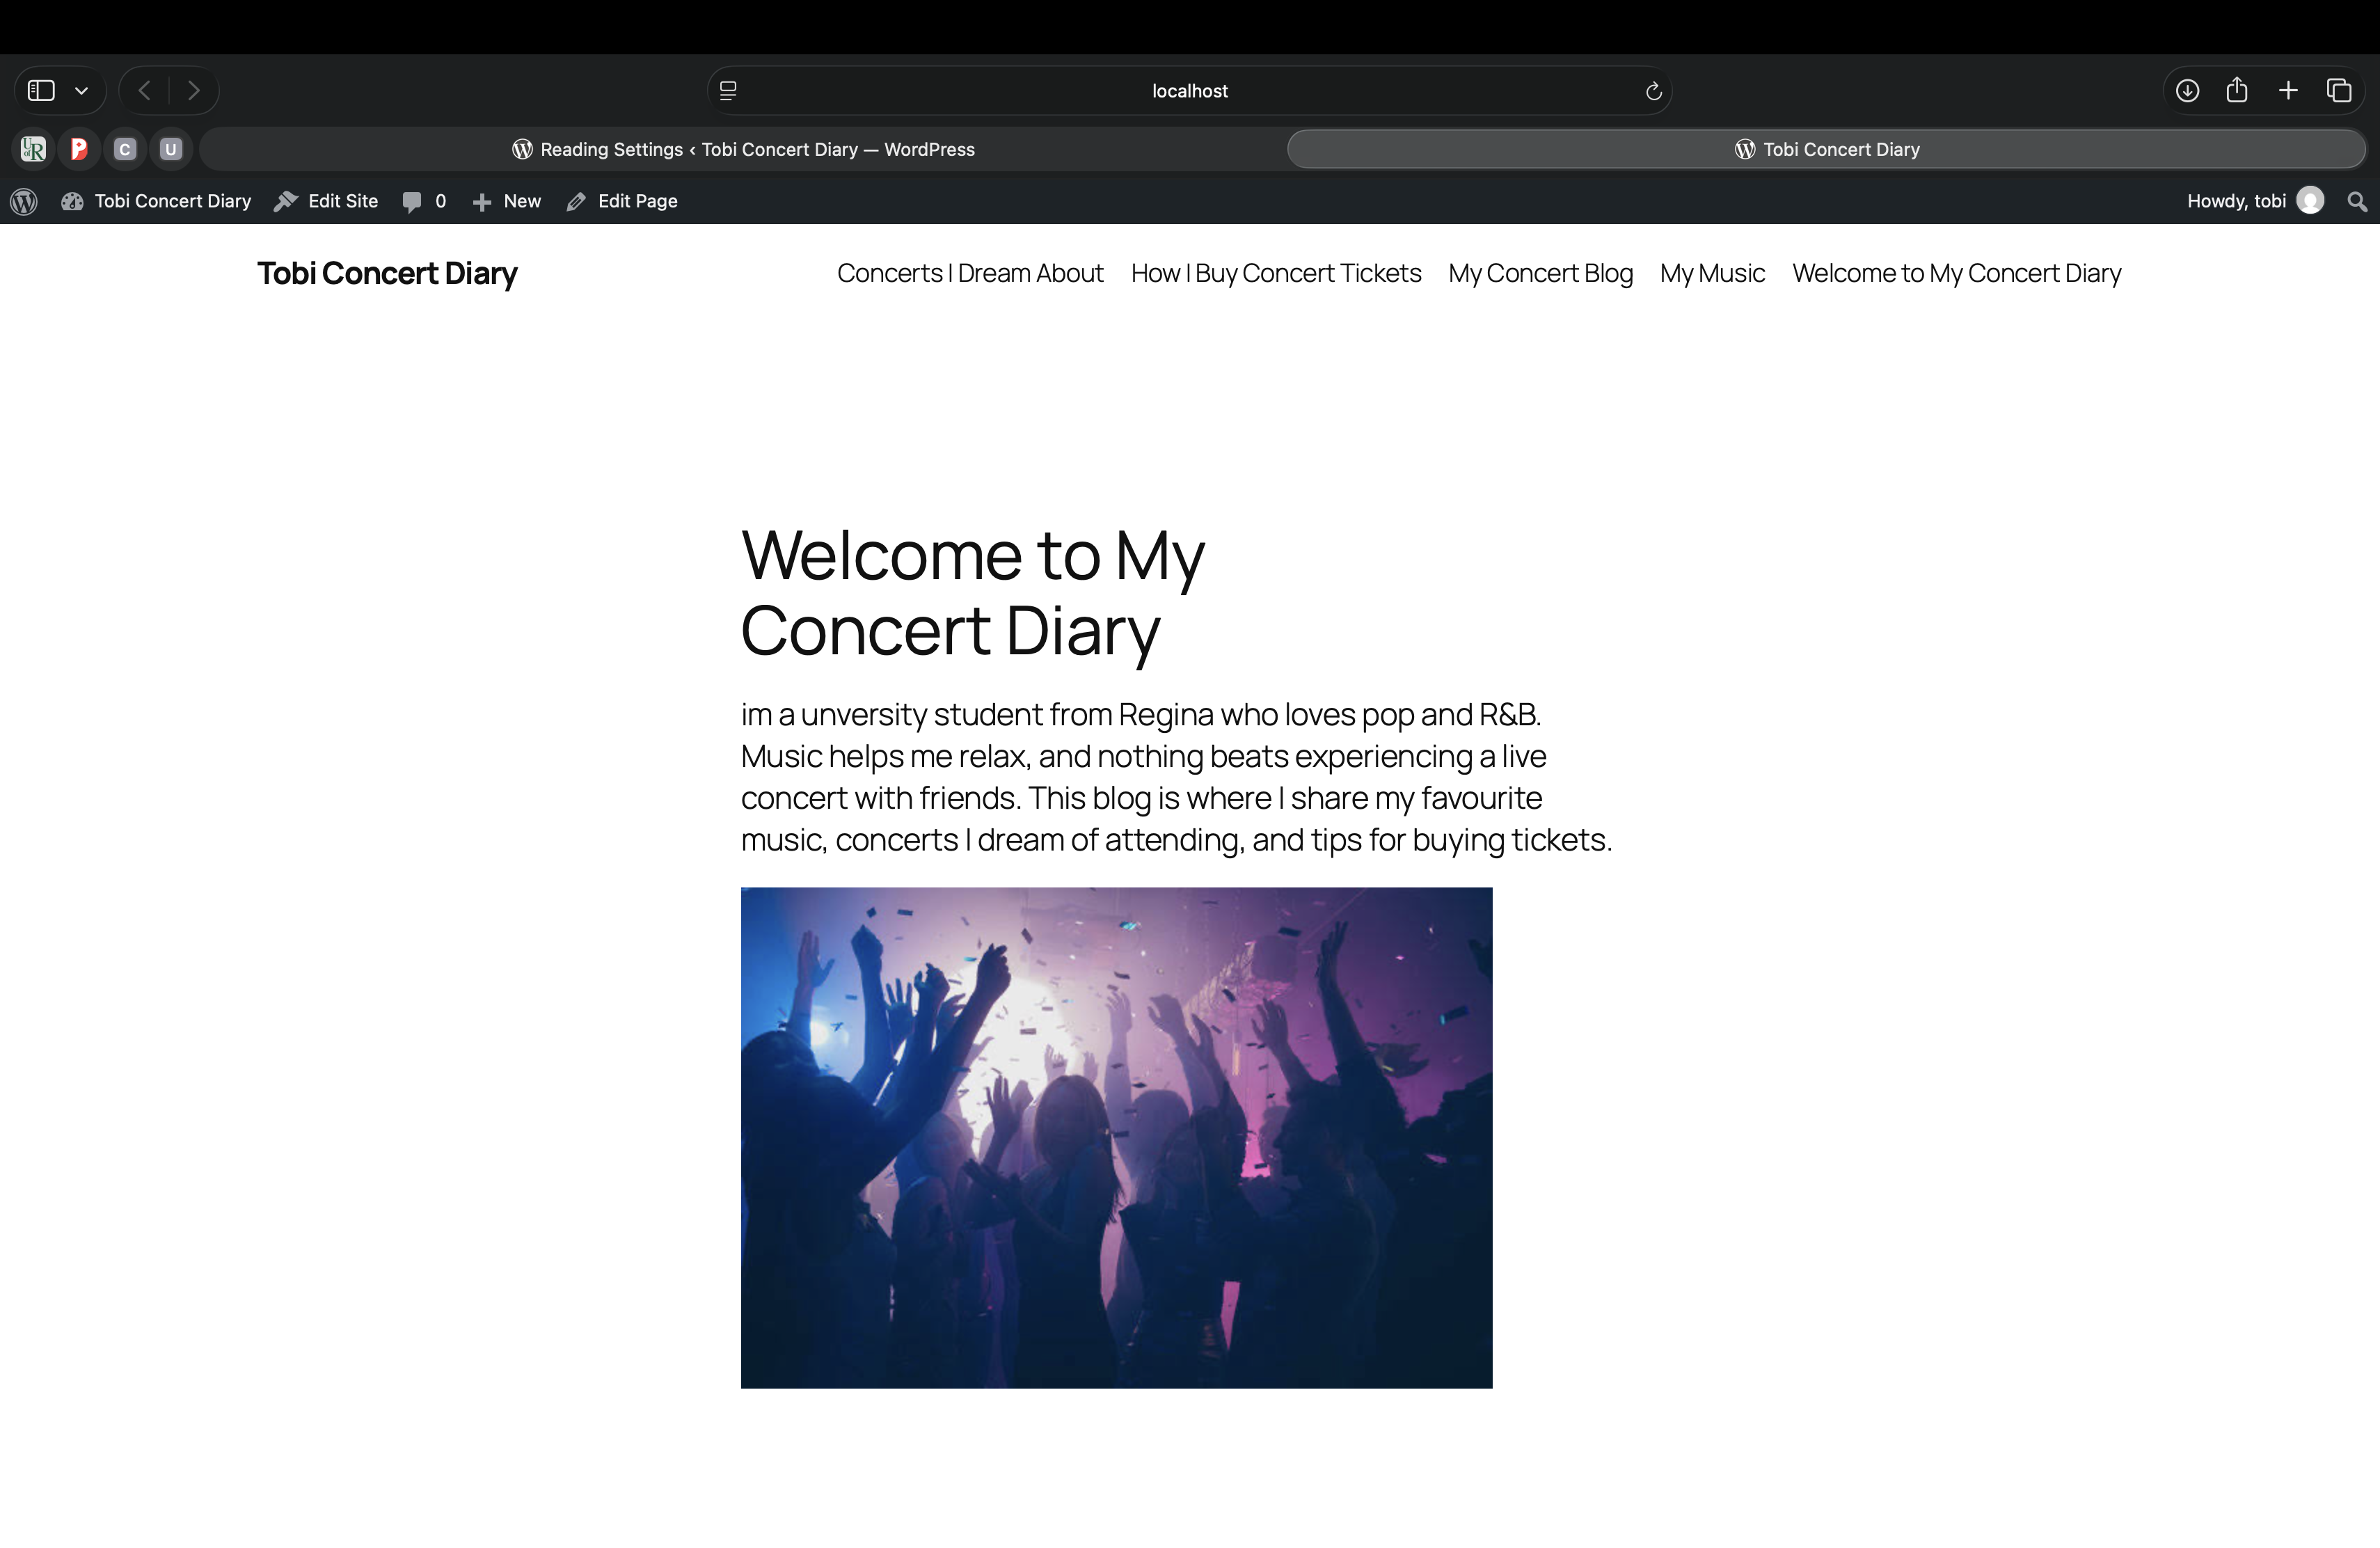 localhost
UofR
P
C
U
Reading Settings ‹ Tobi Concert Diary — WordPress
Tobi Concert Diary
Tobi Concert Diary
Edit Site
0
New
Edit Page
Howdy, tobi
Tobi Concert Diary
Concerts I Dream About
How I Buy Concert Tickets
My Concert Blog
My Music
Welcome to My Concert Diary
Welcome to My
Concert Diary
im a unversity student from Regina who loves pop and R&B.
Music helps me relax, and nothing beats experiencing a live
concert with friends. This blog is where I share my favourite
music, concerts I dream of attending, and tips for buying tickets.